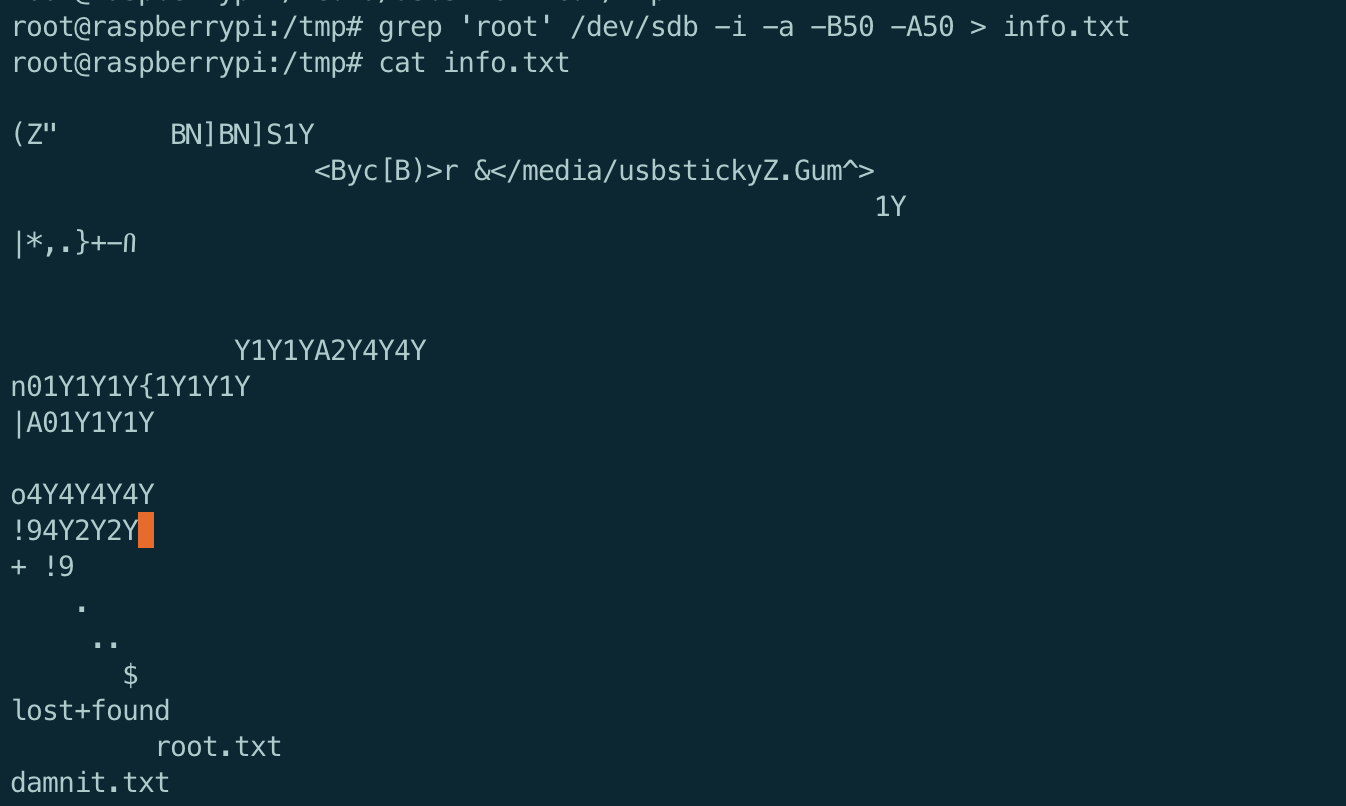 root@raspberrypi:/tmp# grep 'root' /dev/sdb -i -a -B50 -A50 > info.txt
root@raspberrypi:/tmp# cat info.txt
(Z" BN]BN]S1Y
<Byc[B)>r &</media/usbstickyZ.Gum^>
1Y
|*,.}+-
Y1Y1YA2Y4Y4Y
n01Y1Y1Y{1Y1Y1Y
|A01Y1Y1Y
o4Y4Y4Y4Y
!94Y2Y2Y
+ !9
.
..
$
lost+found
root.txt
damnit.txt